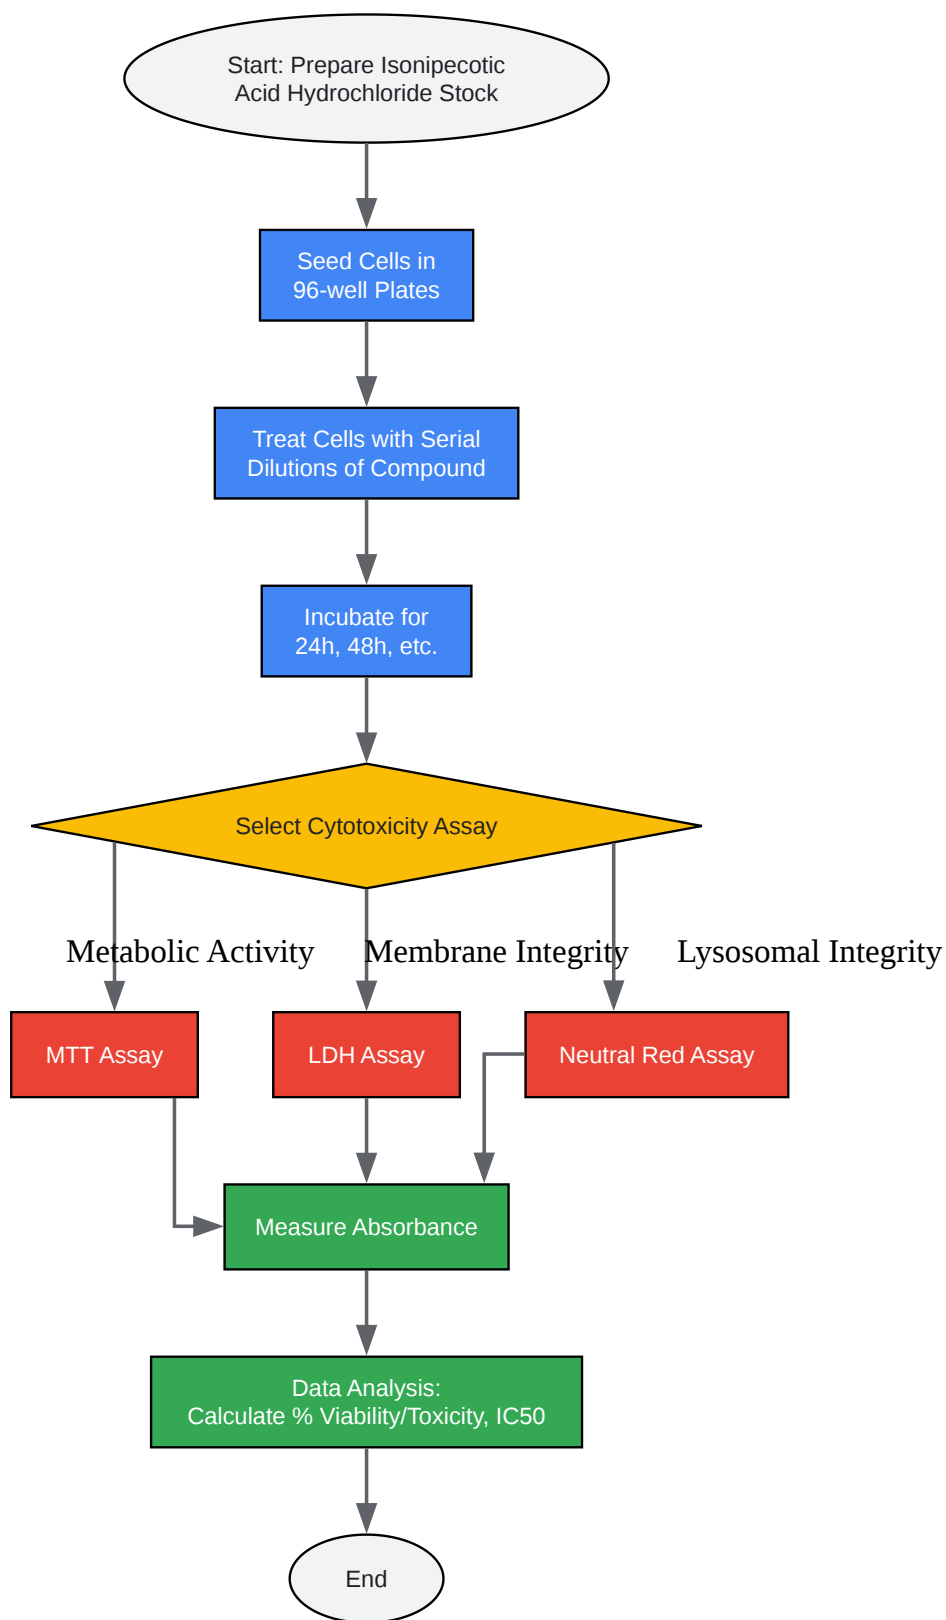 Start: Prepare Isonipecotic
Acid Hydrochloride Stock
Seed Cells in
96-well Plates
Treat Cells with Serial
Dilutions of Compound
Incubate for
24h, 48h, etc.
Select Cytotoxicity Assay
Metabolic Activity
Membrane Integrity
Lysosomal Integrity
MTT Assay
LDH Assay
Neutral Red Assay
Measure Absorbance
Data Analysis:
Calculate % Viability/Toxicity, IC50
End